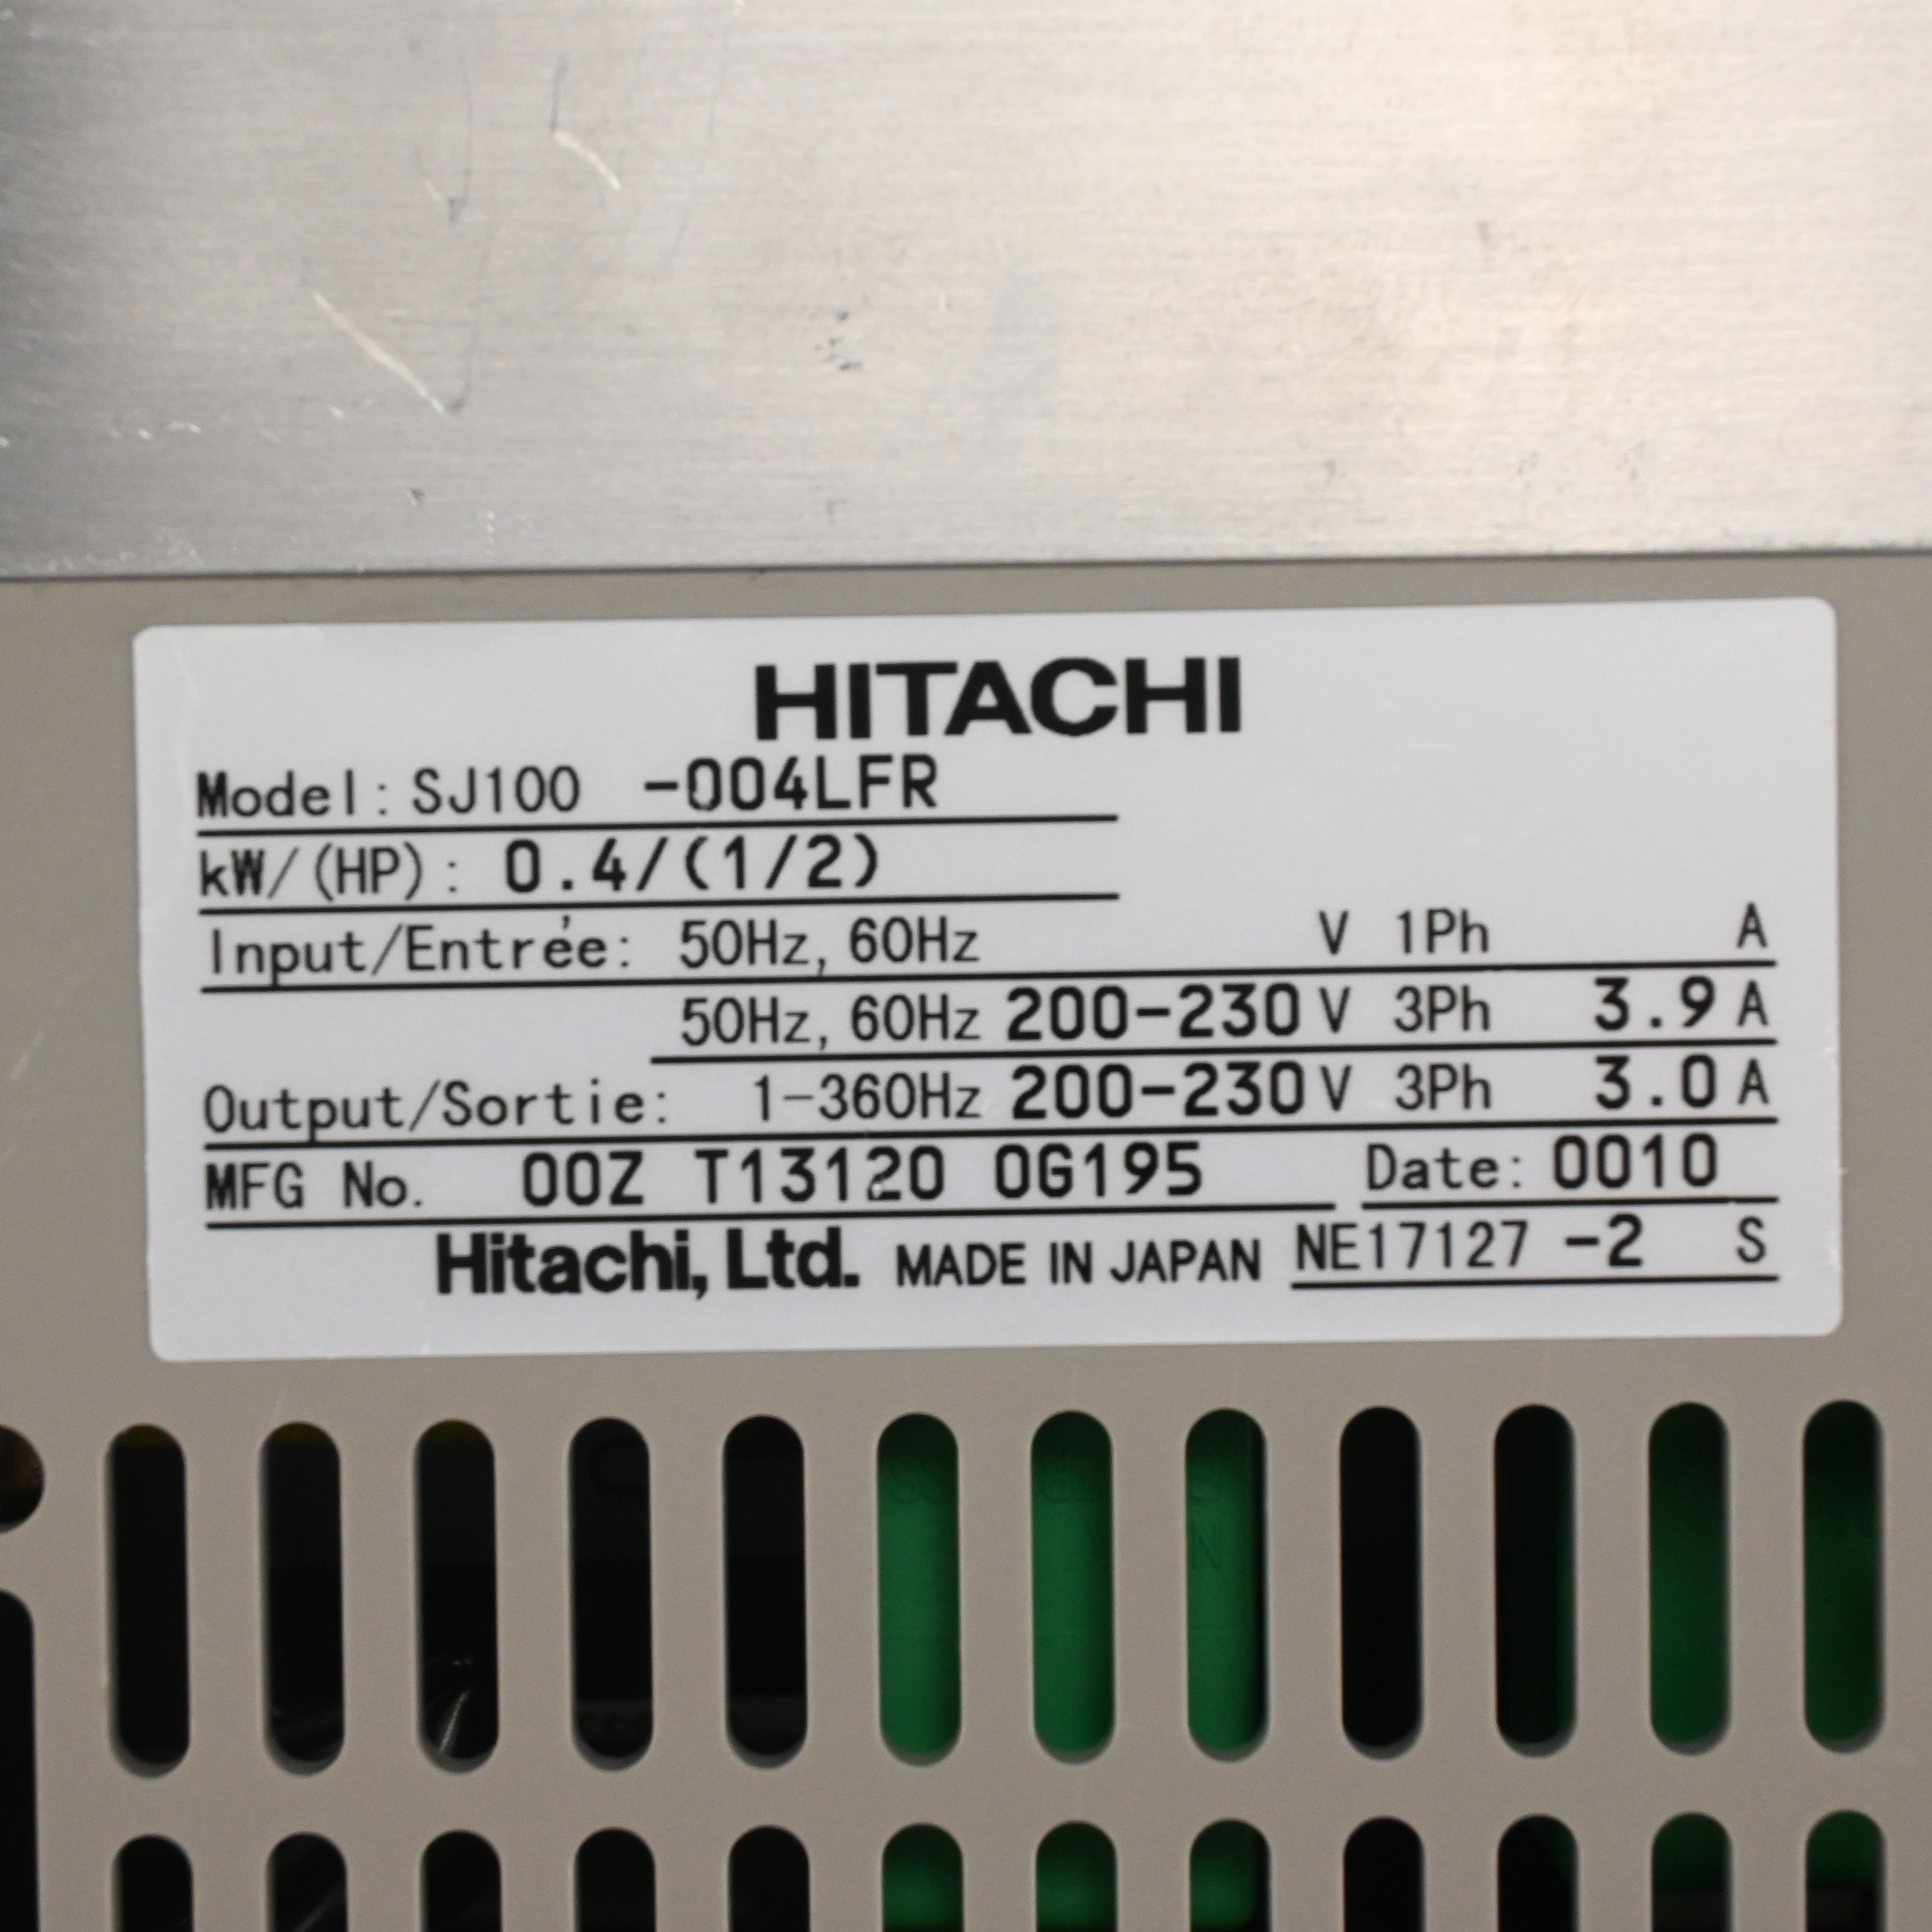 HITACHI
Model: SJ100 -004LFR
kW/(HP): 0.4/(1/2)
Input/Entrée: 50Hz, 60Hz V 1Ph A
50Hz, 60Hz 200-230 V 3Ph 3.9 A
Output/Sortie: 1-360Hz 200-230 V 3Ph 3.0 A
MFG No. 00Z T13120 0G195 Date: 0010
Hitachi, Ltd. MADE IN JAPAN NE17127 -2 S